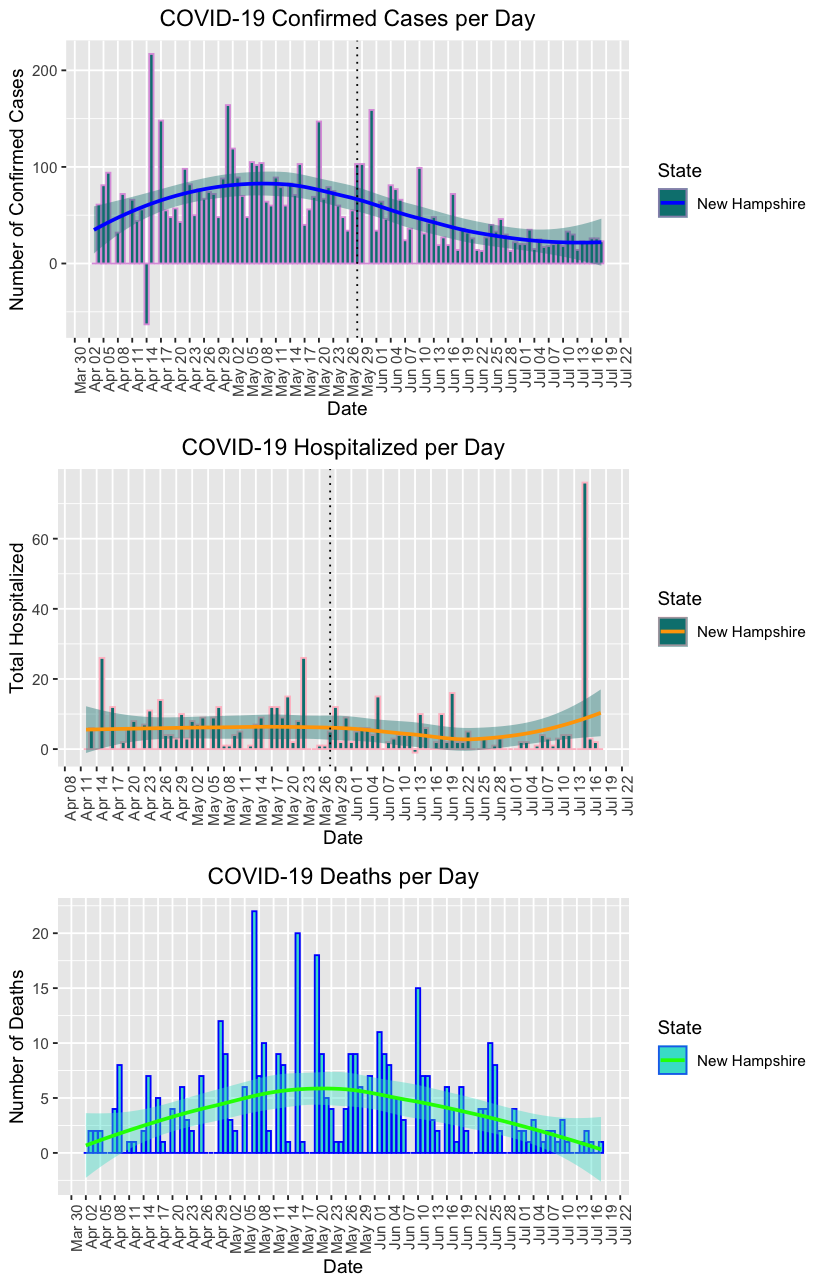 COVID-19 Confirmed Cases per Day
Number of Confirmed Cases
200
100
0
Mar 30
Apr 02
Apr 05
Apr 08
Apr 11
Apr 14
Apr 17
Apr 20
Apr 23
Apr 26
Apr 29
May 02
May 05
May 08
May 11
May 14
May 17
May 20
May 23
May 26
May 29
Jun 01
Jun 04
Jun 07
Jun 10
Jun 13
Jun 16
Jun 19
Jun 22
Jun 25
Jun 28
Jul 01
Jul 04
Jul 07
Jul 10
Jul 13
Jul 16
Jul 19
Jul 22
Date
State
New Hampshire
COVID-19 Hospitalized per Day
Total Hospitalized
60
40
20
0
Apr 08
Apr 11
Apr 14
Apr 17
Apr 20
Apr 23
Apr 26
Apr 29
May 02
May 05
May 08
May 11
May 14
May 17
May 20
May 23
May 26
May 29
Jun 01
Jun 04
Jun 07
Jun 10
Jun 13
Jun 16
Jun 19
Jun 22
Jun 25
Jun 28
Jul 01
Jul 04
Jul 07
Jul 10
Jul 13
Jul 16
Jul 19
Jul 22
Date
State
New Hampshire
COVID-19 Deaths per Day
Number of Deaths
20
15
10
5
0
Mar 30
Apr 02
Apr 05
Apr 08
Apr 11
Apr 14
Apr 17
Apr 20
Apr 23
Apr 26
Apr 29
May 02
May 05
May 08
May 11
May 14
May 17
May 20
May 23
May 26
May 29
Jun 01
Jun 04
Jun 07
Jun 10
Jun 13
Jun 16
Jun 19
Jun 22
Jun 25
Jun 28
Jul 01
Jul 04
Jul 07
Jul 10
Jul 13
Jul 16
Jul 19
Jul 22
Date
State
New Hampshire